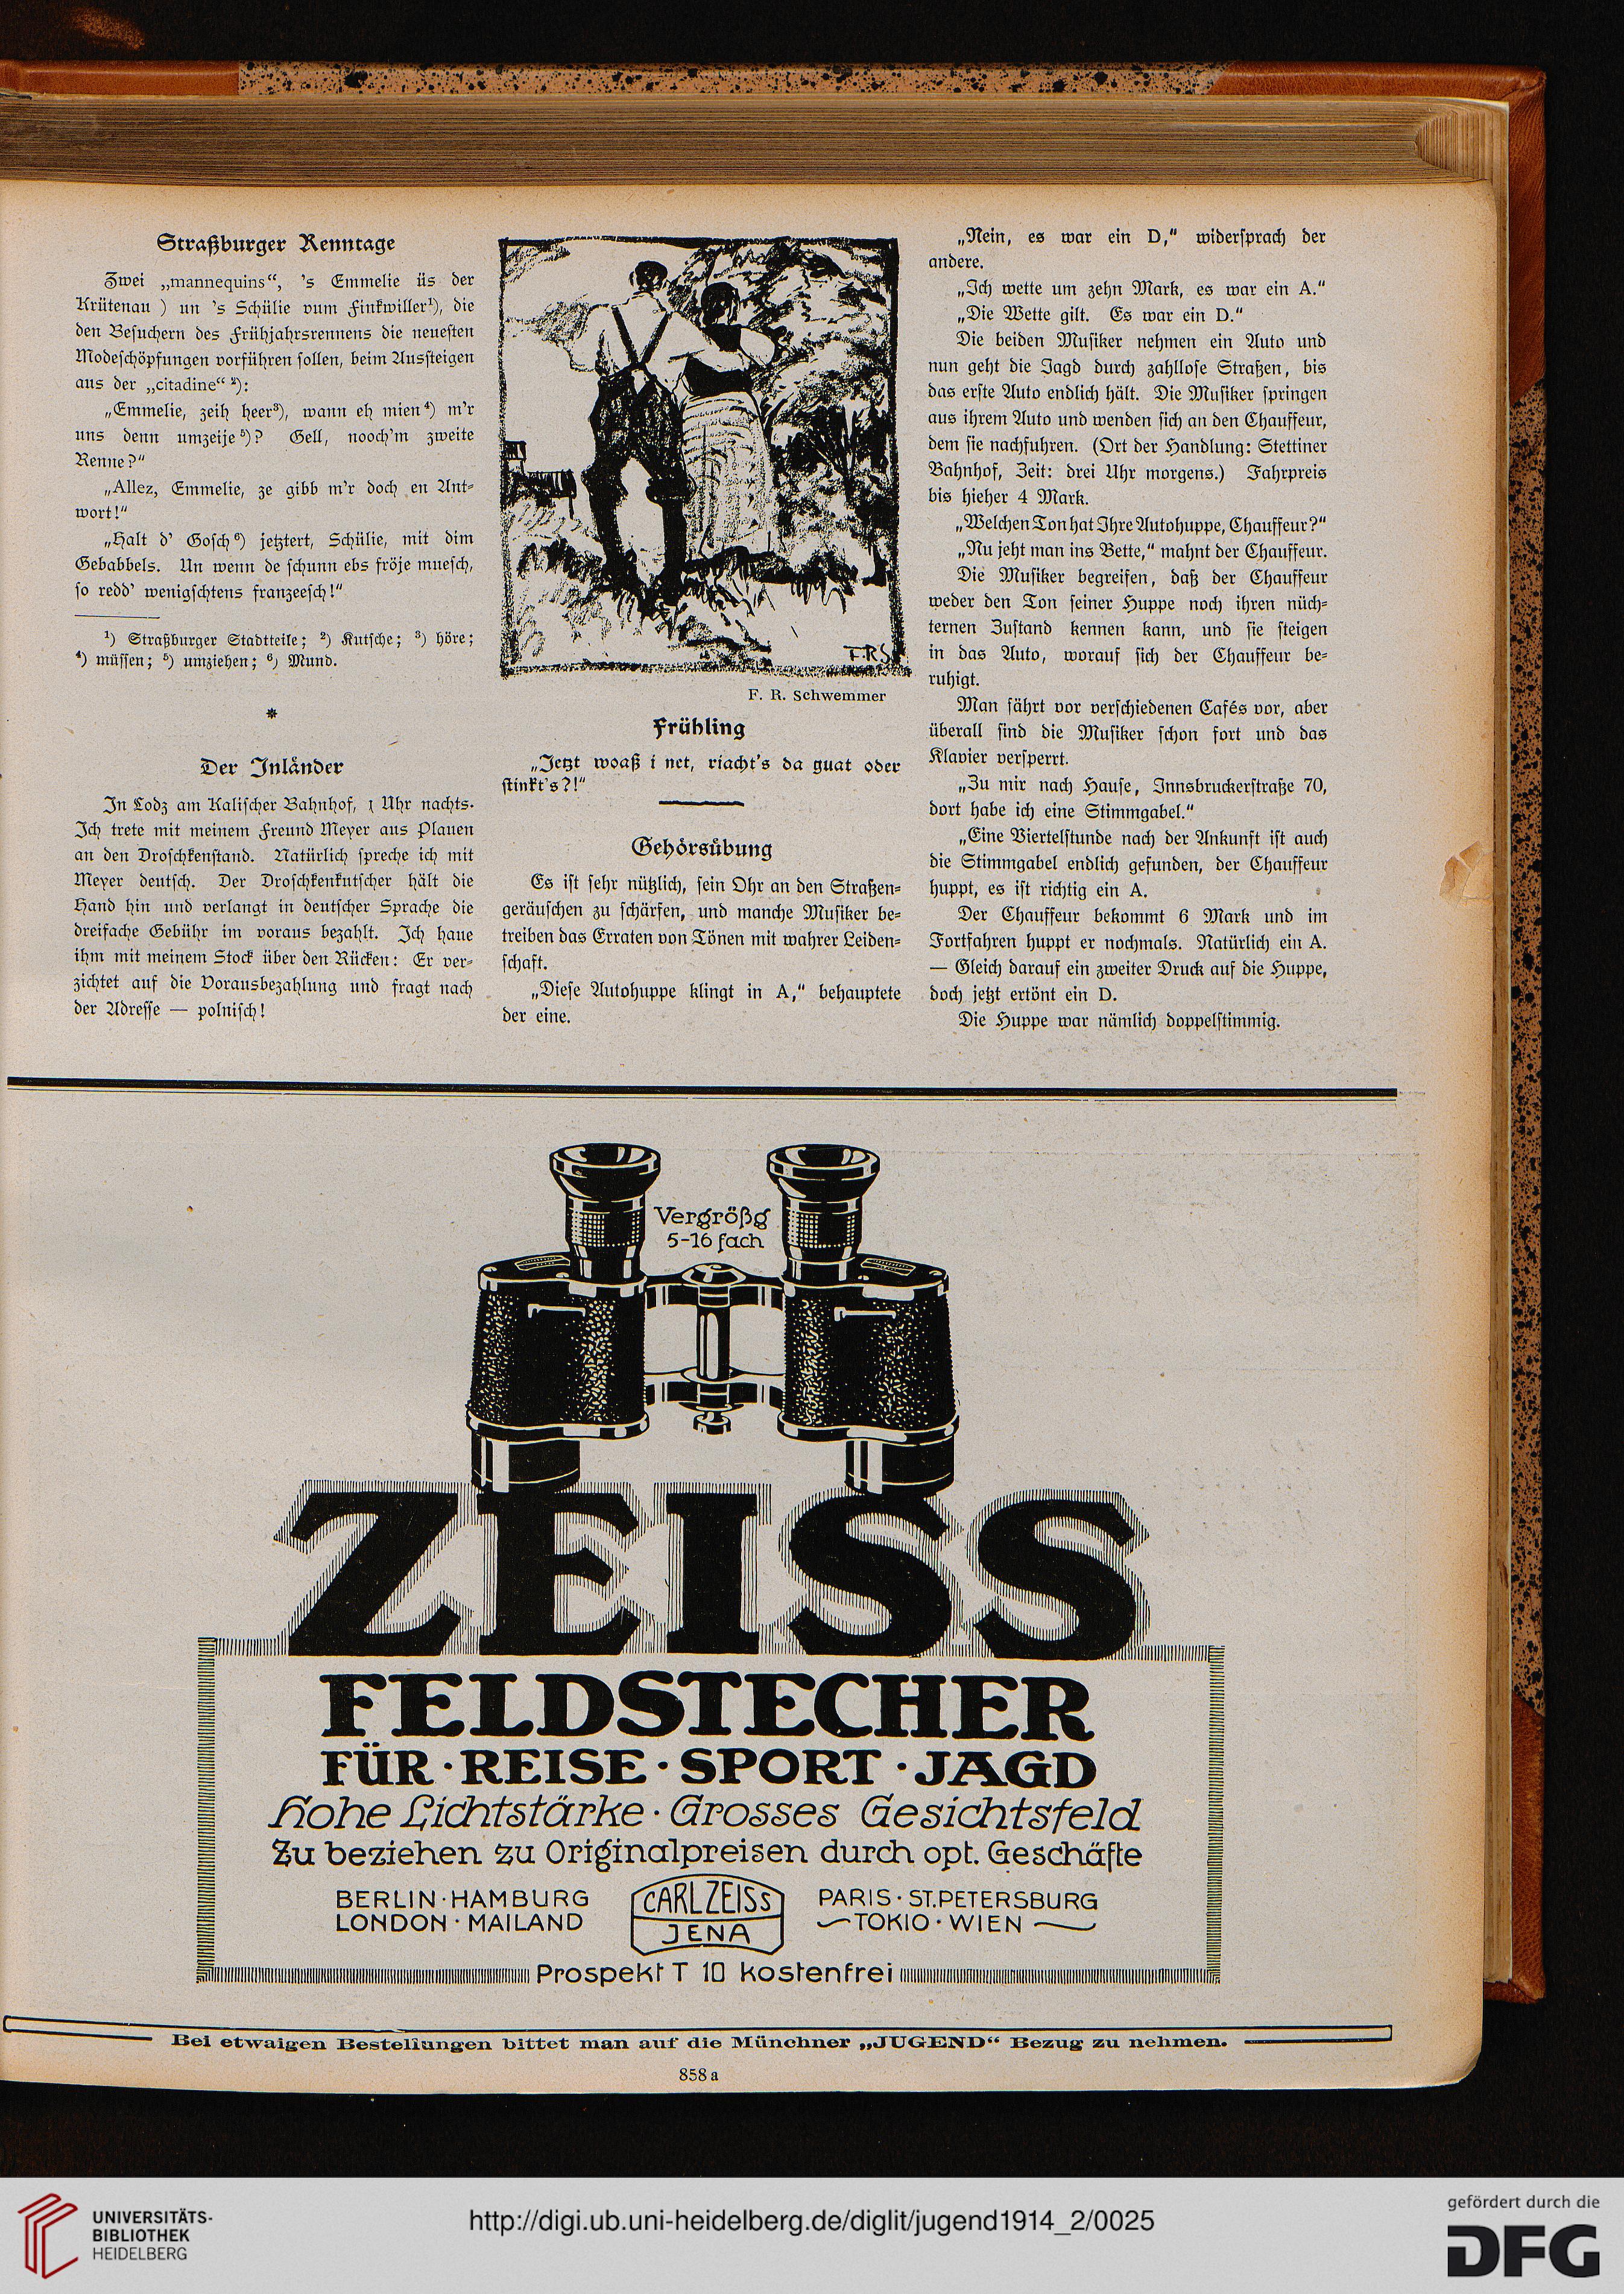 Straßburger Renntage
Zwei „mannequins“, 's Emmelie üs der
Krütenau ) un 's Schülie vum Finkwiller¹), die
den Besuchern des Frühjahrsrennens die neuesten
Modeschöpfungen vorführen sollen, beim Aussteigen
aus der „citadine“ ²):
„Emmelie, zeih heer³), wann eh mien⁴) m'r
uns denn umzeije⁵)? Gell, nooch'm zweite
Renne?“
„Allez, Emmelie, ze gibb m'r doch en Ant-
wort!“
„Halt d' Gosch⁶) jetztert, Schülie, mit dim
Gebabbels. Un wenn de schunn ebs fröje muesch,
so redd' wenigschtens franzeesch!“
¹) Straßburger Stadtteile; ²) Kutsche; ³) höre;
⁴) müssen; ⁵) umziehen; ⁶) Mund.
*
Der Inländer
In Lodz am Kalischer Bahnhof, 1 Uhr nachts.
Ich trete mit meinem Freund Meyer aus Plauen
an den Droschkenstand. Natürlich spreche ich mit
Meyer deutsch. Der Droschkenkutscher hält die
Hand hin und verlangt in deutscher Sprache die
dreifache Gebühr im voraus bezahlt. Ich haue
ihm mit meinem Stock über den Rücken: Er ver-
zichtet auf die Vorausbezahlung und fragt nach
der Adresse — polnisch!
F.R.S
F. R. Schwemmer
Frühling
„Jetzt woaß i net, riacht's da guat oder
stinkt's?!“
Gehörsübung
Es ist sehr nützlich, sein Ohr an den Straßen-
geräuschen zu schärfen, und manche Musiker be-
treiben das Erraten von Tönen mit wahrer Leiden-
schaft.
„Diese Autohuppe klingt in A,“ behauptete
der eine.
„Nein, es war ein D,“ widersprach der
andere.
„Ich wette um zehn Mark, es war ein A.“
„Die Wette gilt. Es war ein D.“
Die beiden Musiker nehmen ein Auto und
nun geht die Jagd durch zahllose Straßen, bis
das erste Auto endlich hält. Die Musiker springen
aus ihrem Auto und wenden sich an den Chauffeur,
dem sie nachfuhren. (Ort der Handlung: Stettiner
Bahnhof, Zeit: drei Uhr morgens.) Fahrpreis
bis hieher 4 Mark.
„Welchen Ton hat Ihre Autohuppe, Chauffeur?“
„Nu jeht man ins Bette,“ mahnt der Chauffeur.
Die Musiker begreifen, daß der Chauffeur
weder den Ton seiner Huppe noch ihren nüch-
ternen Zustand kennen kann, und sie steigen
in das Auto, worauf sich der Chauffeur be-
ruhigt.
Man fährt vor verschiedenen Cafés vor, aber
überall sind die Musiker schon fort und das
Klavier versperrt.
„Zu mir nach Hause, Innsbruckerstraße 70,
dort habe ich eine Stimmgabel.“
„Eine Viertelstunde nach der Ankunft ist auch
die Stimmgabel endlich gefunden, der Chauffeur
huppt, es ist richtig ein A.
Der Chauffeur bekommt 6 Mark und im
Fortfahren huppt er nochmals. Natürlich ein A.
— Gleich darauf ein zweiter Druck auf die Huppe,
doch jetzt ertönt ein D.
Die Huppe war nämlich doppelstimmig.
Vergrößg
5-16 fach
ZEISS
FELDSTECHER
FÜR · REISE · SPORT · JAGD
Hohe Lichtstärke · Grosses Gesichtsfeld
Zu beziehen zu Originalpreisen durch opt. Geschäfte
BERLIN · HAMBURG
LONDON · MAILAND
CARL ZEISS
JENA
PARIS · ST. PETERSBURG
TOKIO · WIEN
Prospekt T 10 kostenfrei
Bei etwaigen Bestellungen bittet man auf die Münchner „JUGEND“ Bezug zu nehmen.
858 a
UNIVERSITÄTS-
BIBLIOTHEK
HEIDELBERG
http://digi.ub.uni-heidelberg.de/diglit/jugend1914_2/0025
gefördert durch die
DFG